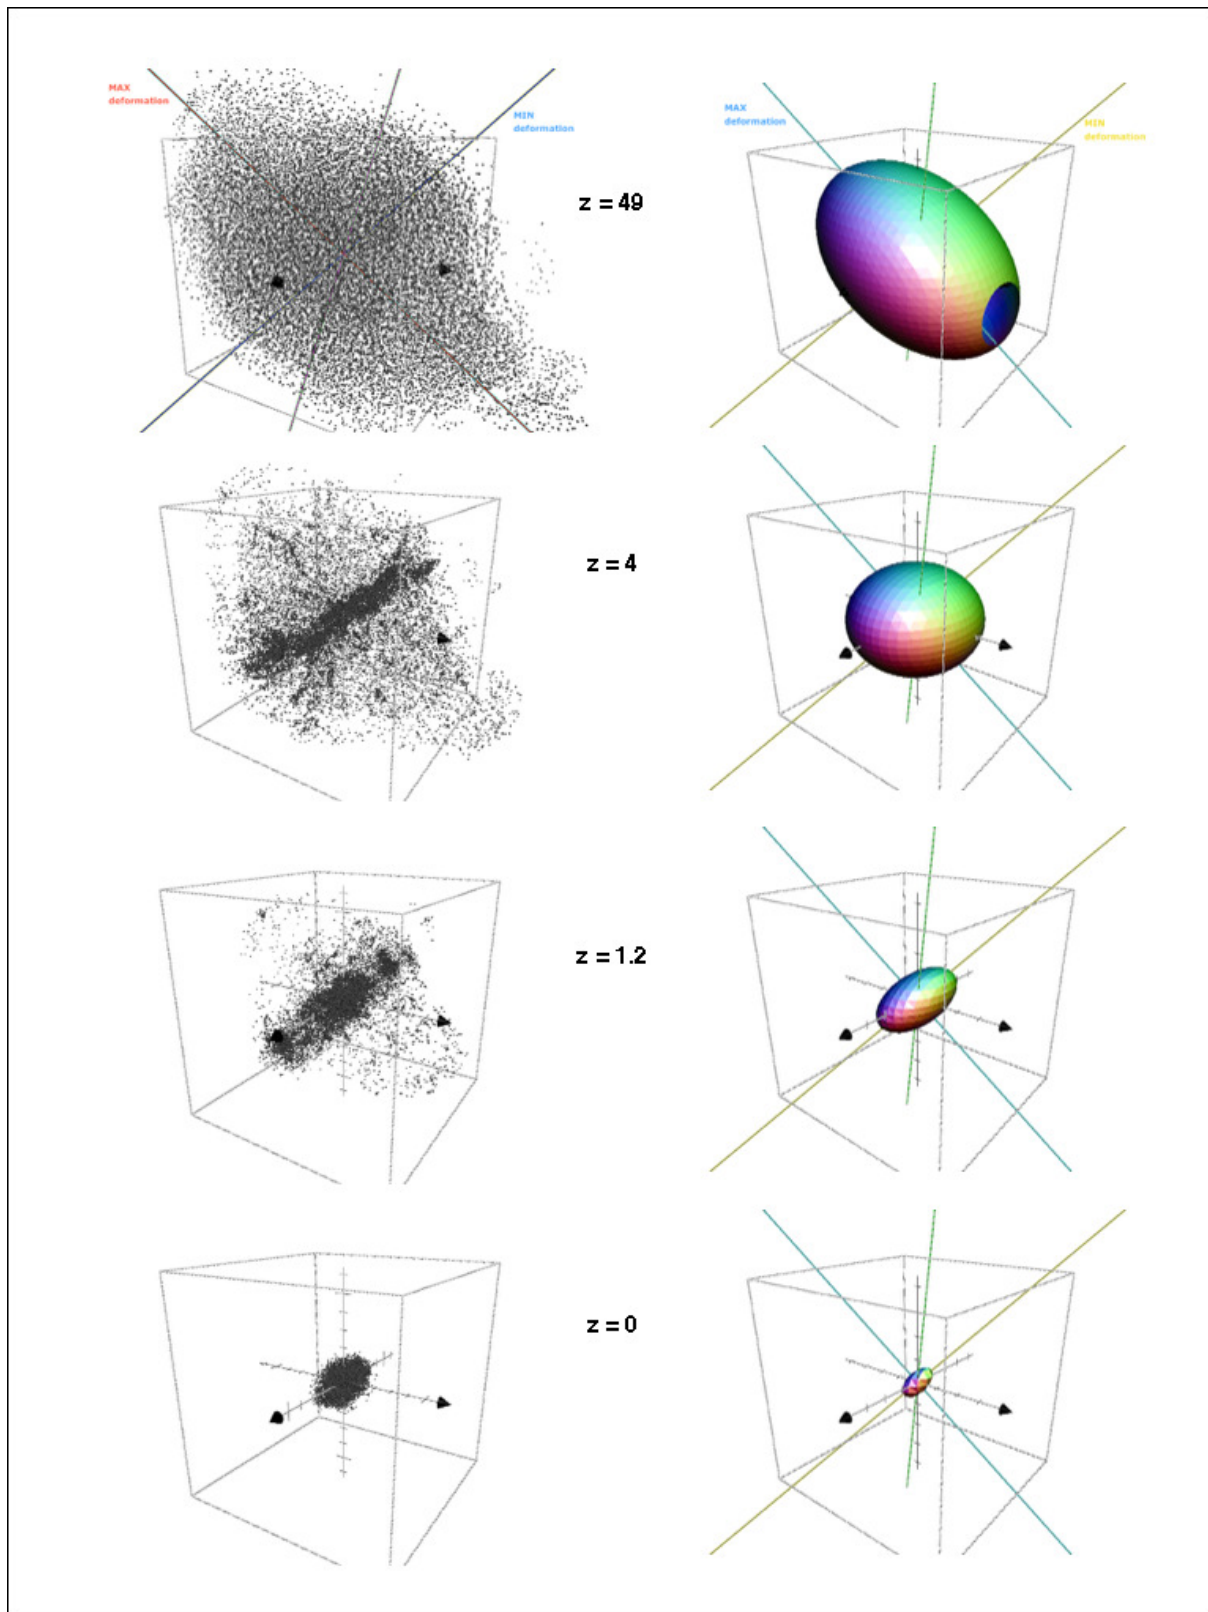 MAX
deformation
MIN
deformation
MAX
deformation
MIN
deformation
z = 49
z = 4
z = 1.2
z = 0